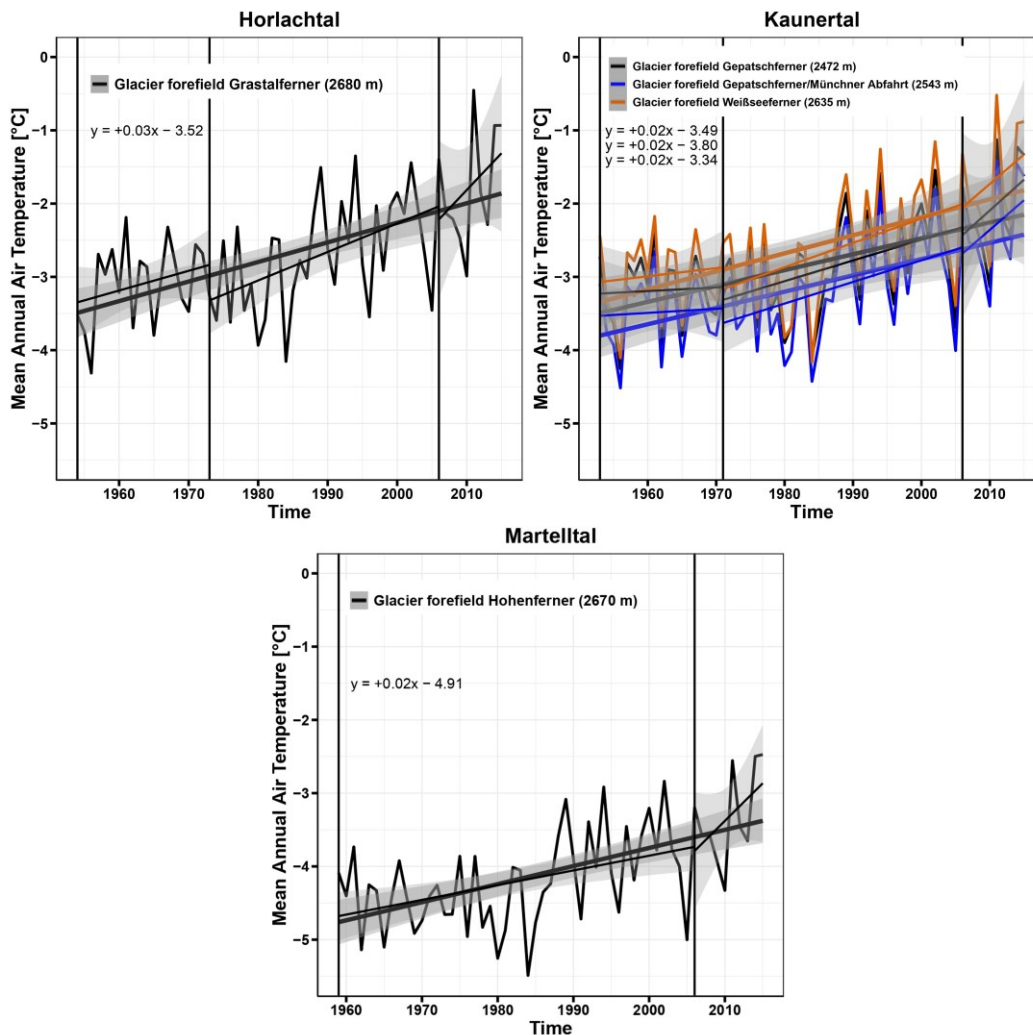 Horlachtal
Mean Annual Air Temperature [°C]
0
−1
−2
−3
−4
−5
Glacier forefield Grastalferner (2680 m)
y = +0.03x − 3.52
1960 1970 1980 1990 2000 2010
Time
Kaunertal
Mean Annual Air Temperature [°C]
0
−1
−2
−3
−4
−5
Glacier forefield Gepatschferner (2472 m)
Glacier forefield Gepatschferner/Münchner Abfahrt (2543 m)
Glacier forefield Weißseeferner (2635 m)
y = +0.02x − 3.49
y = +0.02x − 3.80
y = +0.02x − 3.34
1960 1970 1980 1990 2000 2010
Time
Martelltal
Mean Annual Air Temperature [°C]
0
−1
−2
−3
−4
−5
Glacier forefield Hohenferner (2670 m)
y = +0.02x − 4.91
1960 1970 1980 1990 2000 2010
Time